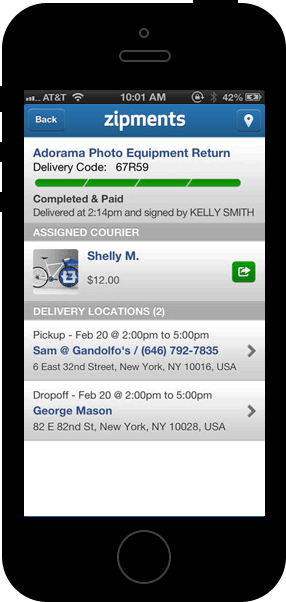 AT&T 10:01 AM 42%
Back zipments
Adorama Photo Equipment Return
Delivery Code: 67R59
Completed & Paid
Delivered at 2:14pm and signed by KELLY SMITH
ASSIGNED COURIER
Shelly M.
$12.00
DELIVERY LOCATIONS (2)
Pickup - Feb 20 @ 2:00pm to 5:00pm
Sam @ Gandolfo's / (646) 792-7835
6 East 32nd Street, New York, NY 10016, USA
Dropoff - Feb 20 @ 2:00pm to 5:00pm
George Mason
82 E 82nd St, New York, NY 10028, USA